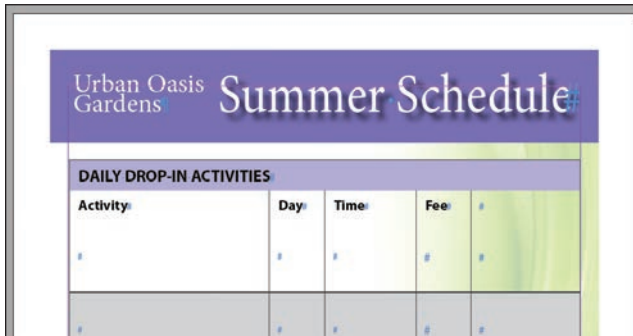 Urban Oasis
Gardens#
Summer Schedule#
DAILY DROP-IN ACTIVITIES#
Activity# Day# Time# Fee# #
# # # # #
# # # # #